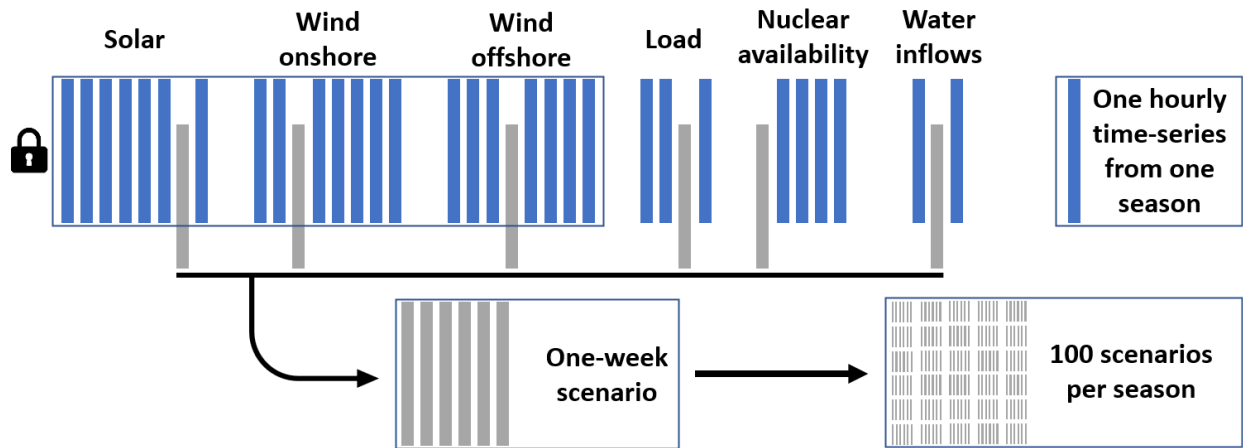 Solar
Wind
onshore
Wind
offshore
Load
Nuclear
availability
Water
inflows
One hourly
time-series
from one
season
One-week
scenario
100 scenarios
per season